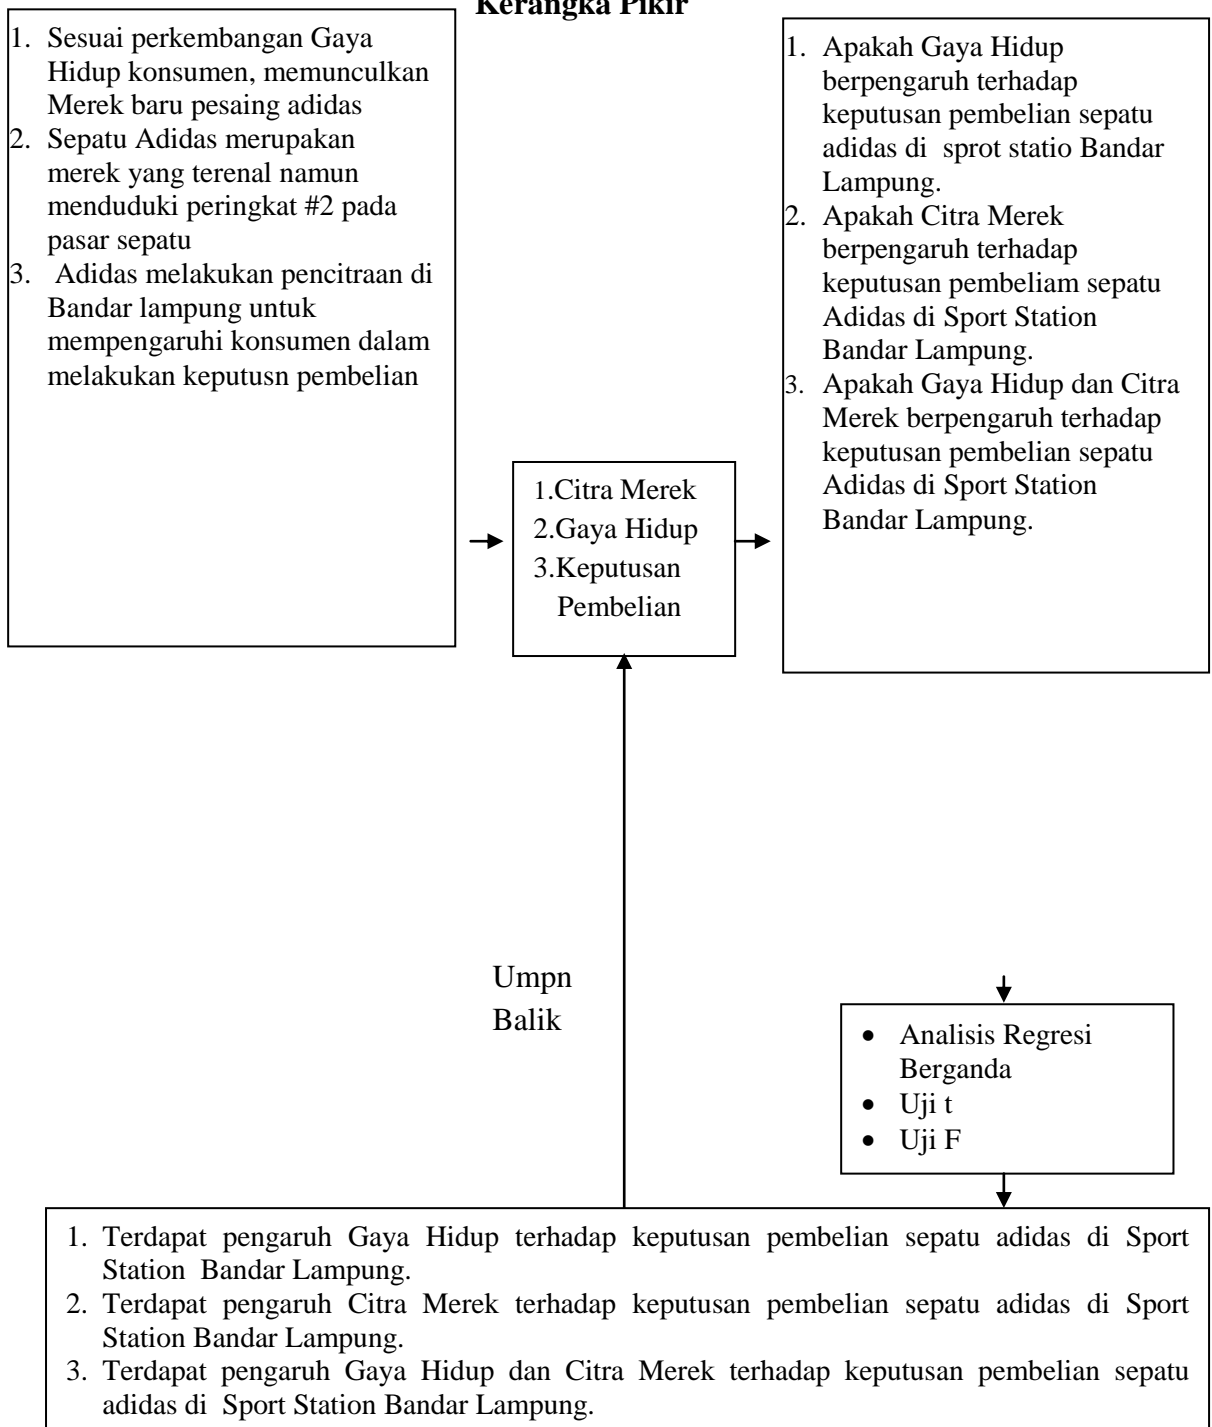 Kerangka Pikir
1. Sesuai perkembangan Gaya
Hidup konsumen, memunculkan
Merek baru pesaing adidas
2. Sepatu Adidas merupakan
merek yang terenal namun
menduduki peringkat #2 pada
pasar sepatu
3. Adidas melakukan pencitraan di
Bandar lampung untuk
mempengaruhi konsumen dalam
melakukan keputusn pembelian
1.Citra Merek
2.Gaya Hidup
3.Keputusan
Pembelian
1. Apakah Gaya Hidup
berpengaruh terhadap
keputusan pembelian sepatu
adidas di sprot statio Bandar
Lampung.
2. Apakah Citra Merek
berpengaruh terhadap
keputusan pembeliam sepatu
Adidas di Sport Station
Bandar Lampung.
3. Apakah Gaya Hidup dan Citra
Merek berpengaruh terhadap
keputusan pembelian sepatu
Adidas di Sport Station
Bandar Lampung.
Umpn
Balik
• Analisis Regresi
Berganda
• Uji t
• Uji F
1. Terdapat pengaruh Gaya Hidup terhadap keputusan pembelian sepatu adidas di Sport
Station Bandar Lampung.
2. Terdapat pengaruh Citra Merek terhadap keputusan pembelian sepatu adidas di Sport
Station Bandar Lampung.
3. Terdapat pengaruh Gaya Hidup dan Citra Merek terhadap keputusan pembelian sepatu
adidas di Sport Station Bandar Lampung.